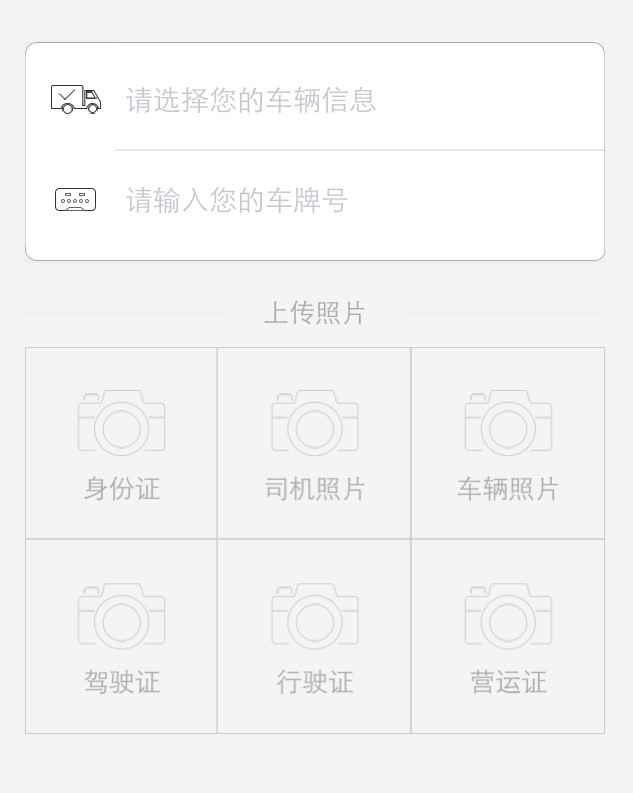 请选择您的车辆信息
请输入您的车牌号
上传照片
身份证 司机照片 车辆照片
驾驶证 行驶证 营运证